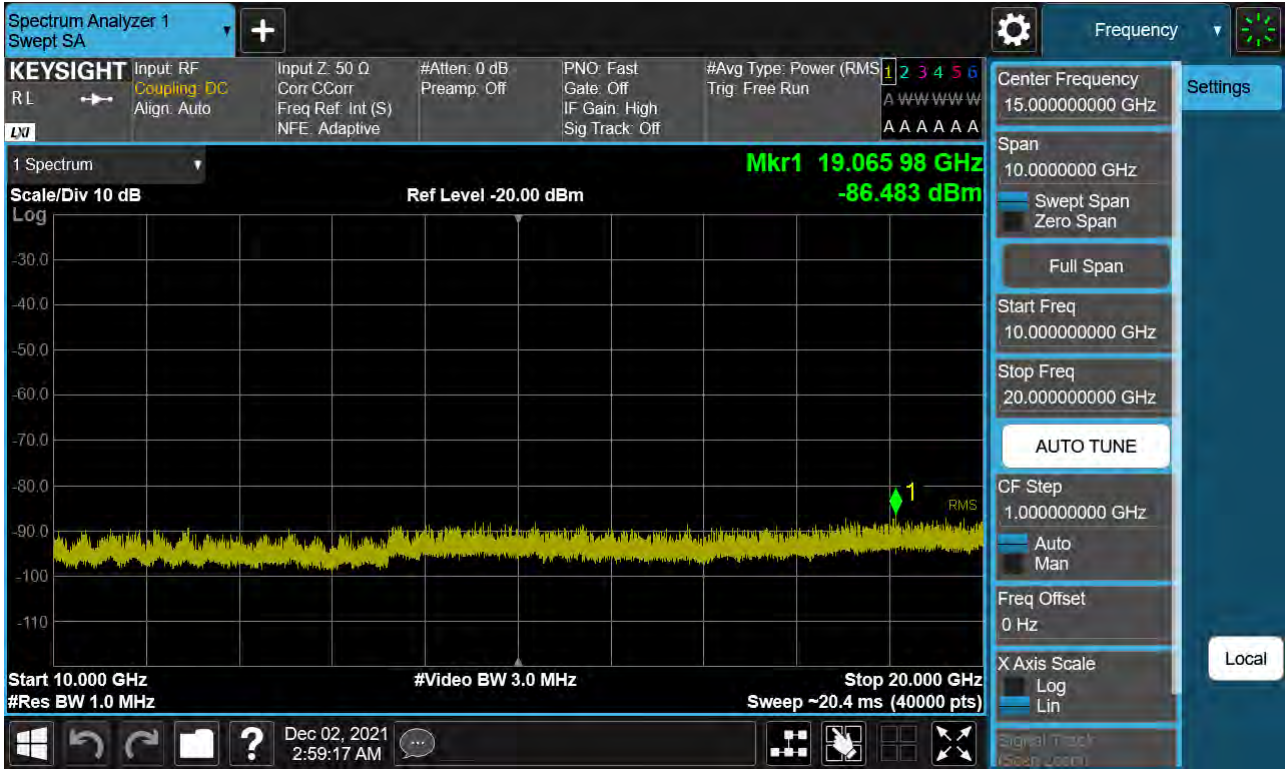 Spectrum Analyzer 1
Swept SA
+
Frequency
KEYSIGHT
RL
LXI
Input: RF
Coupling: DC
Align: Auto
Input Z: 50 Ω
Corr CCorr
Freq Ref: Int (S)
NFE: Adaptive
#Atten: 0 dB
Preamp: Off
PNO: Fast
Gate: Off
IF Gain: High
Sig Track: Off
#Avg Type: Power (RMS
Trig: Free Run
1 2 3 4 5 6
A W W W W W
A A A A A A
Center Frequency
15.000000000 GHz
Settings
Span
10.0000000 GHz
Swept Span
Zero Span
Full Span
Start Freq
10.000000000 GHz
Stop Freq
20.000000000 GHz
AUTO TUNE
CF Step
1.000000000 GHz
Auto
Man
Freq Offset
0 Hz
X Axis Scale
Log
Lin
Signal Track
(Span Zoom)
Local
1 Spectrum
Mkr1 19.065 98 GHz
-86.483 dBm
Scale/Div 10 dB
Ref Level -20.00 dBm
Log
-30.0
-40.0
-50.0
-60.0
-70.0
-80.0
-90.0
-100
-110
1
RMS
Start 10.000 GHz
#Video BW 3.0 MHz
Stop 20.000 GHz
#Res BW 1.0 MHz
Sweep ~20.4 ms (40000 pts)
?
Dec 02, 2021
2:59:17 AM